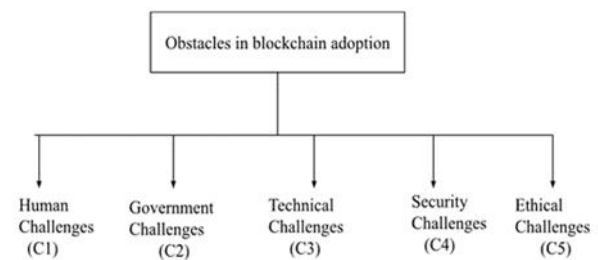 Obstacles in blockchain adoption
Human
Challenges
(C1)
Government
Challenges
(C2)
Technical
Challenges
(C3)
Security
Challenges
(C4)
Ethical
Challenges
(C5)